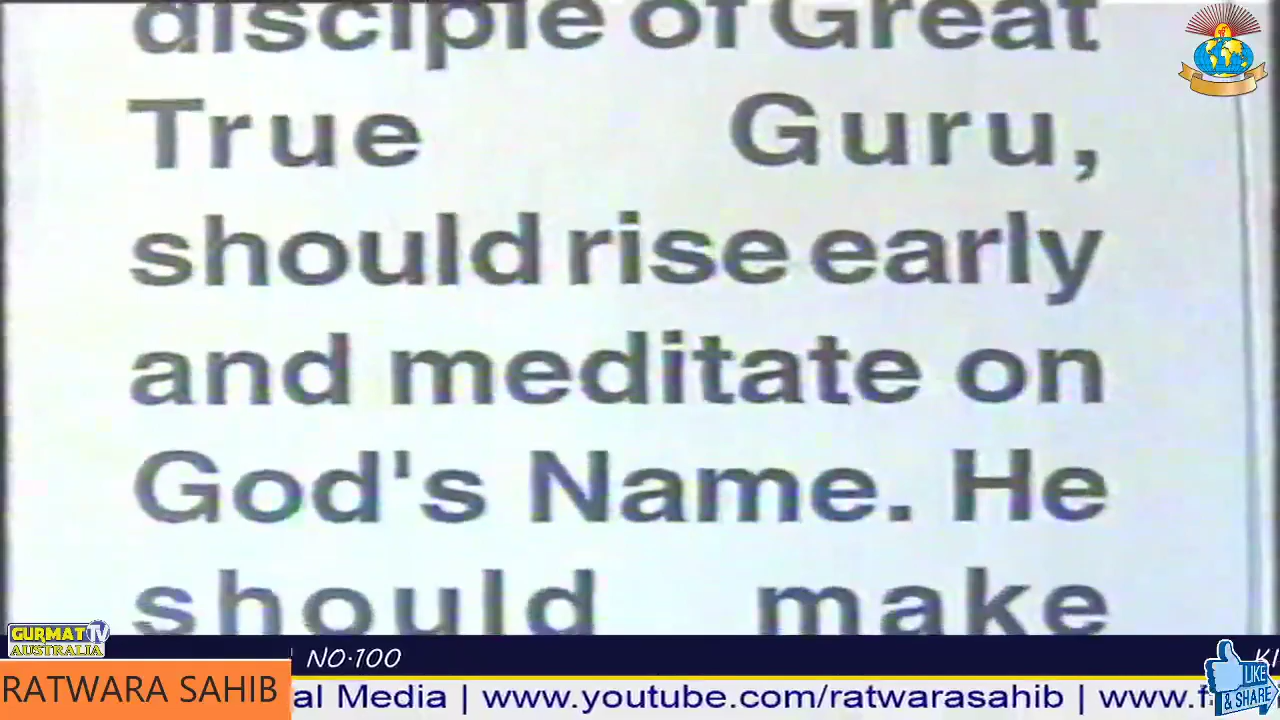 disciple of Great
True Guru,
should rise early
and meditate on
God's Name. He
should make
GURMAT TV
AUSTRALIA
NO·100
RATWARA SAHIB
al Media | www.youtube.com/ratwarasahib | www.f
LIKE
& SHARE